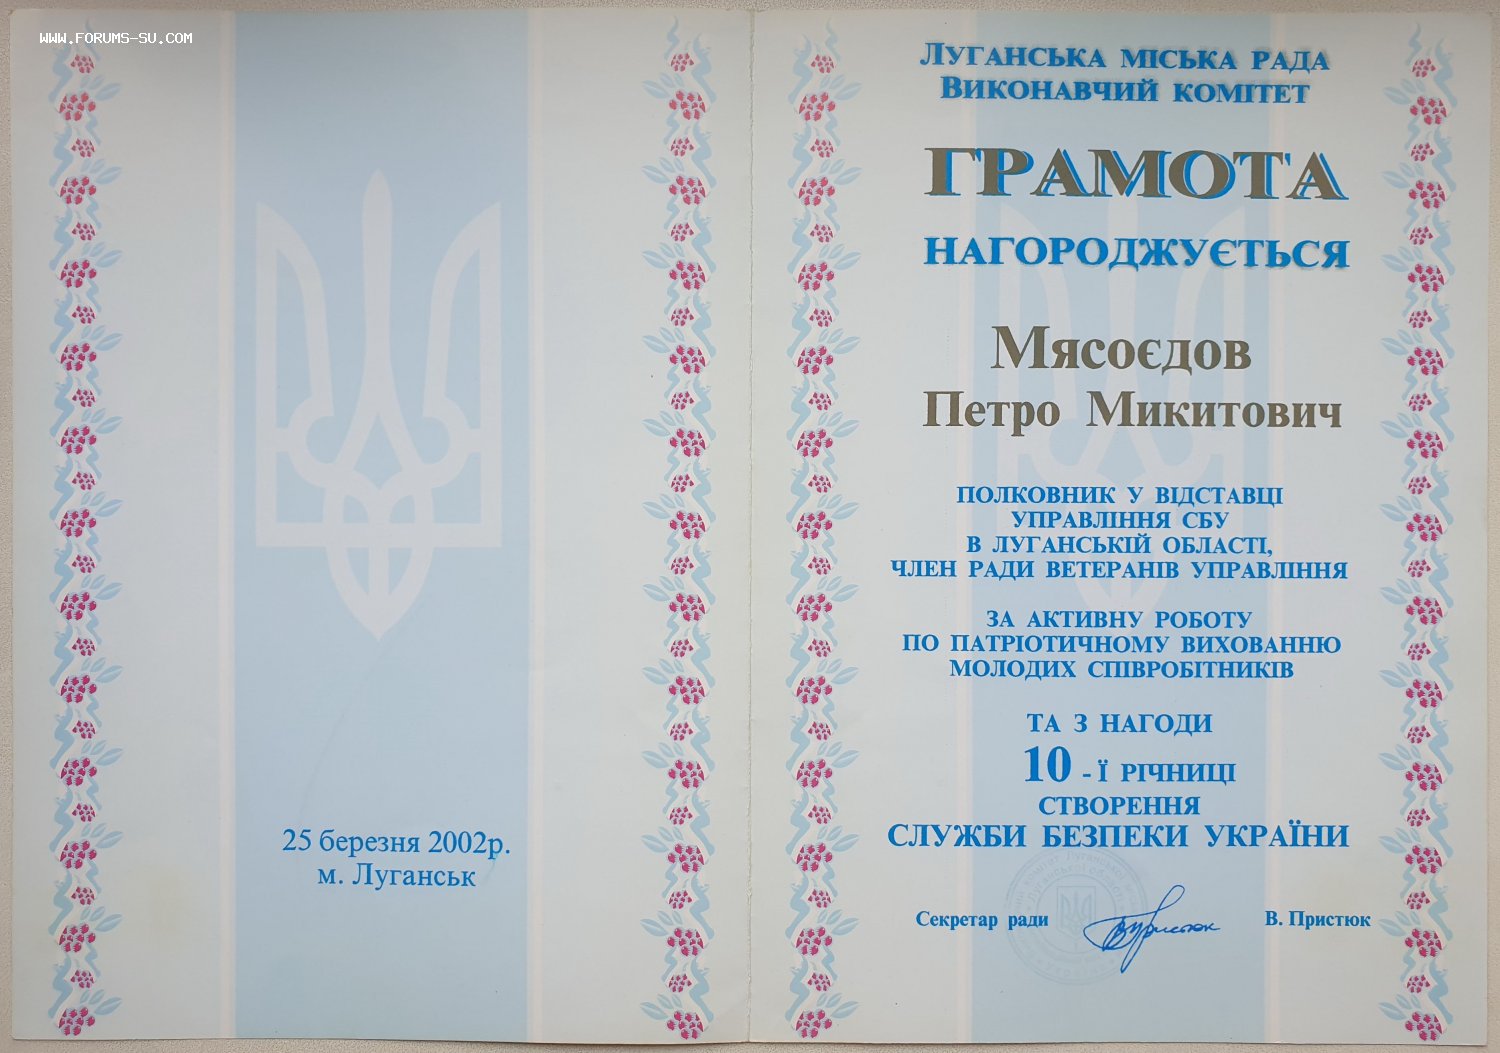 WWW.FORUMS-SU.COM
25 березня 2002р.
м. Луганськ
ЛУГАНСЬКА МІСЬКА РАДА
ВИКОНАВЧИЙ КОМІТЕТ
ГРАМОТА
НАГОРОДЖУЄТЬСЯ
Мясоєдов
Петро Микитович
ПОЛКОВНИК У ВІДСТАВЦІ
УПРАВЛІННЯ СБУ
В ЛУГАНСЬКІЙ ОБЛАСТІ,
ЧЛЕН РАДИ ВЕТЕРАНІВ УПРАВЛІННЯ
ЗА АКТИВНУ РОБОТУ
ПО ПАТРІОТИЧНОМУ ВИХОВАННЮ
МОЛОДИХ СПІВРОБІТНИКІВ
ТА З НАГОДИ
10 - Ї РІЧНИЦІ
СТВОРЕННЯ
СЛУЖБИ БЕЗПЕКИ УКРАЇНИ
Секретар ради В. Пристюк